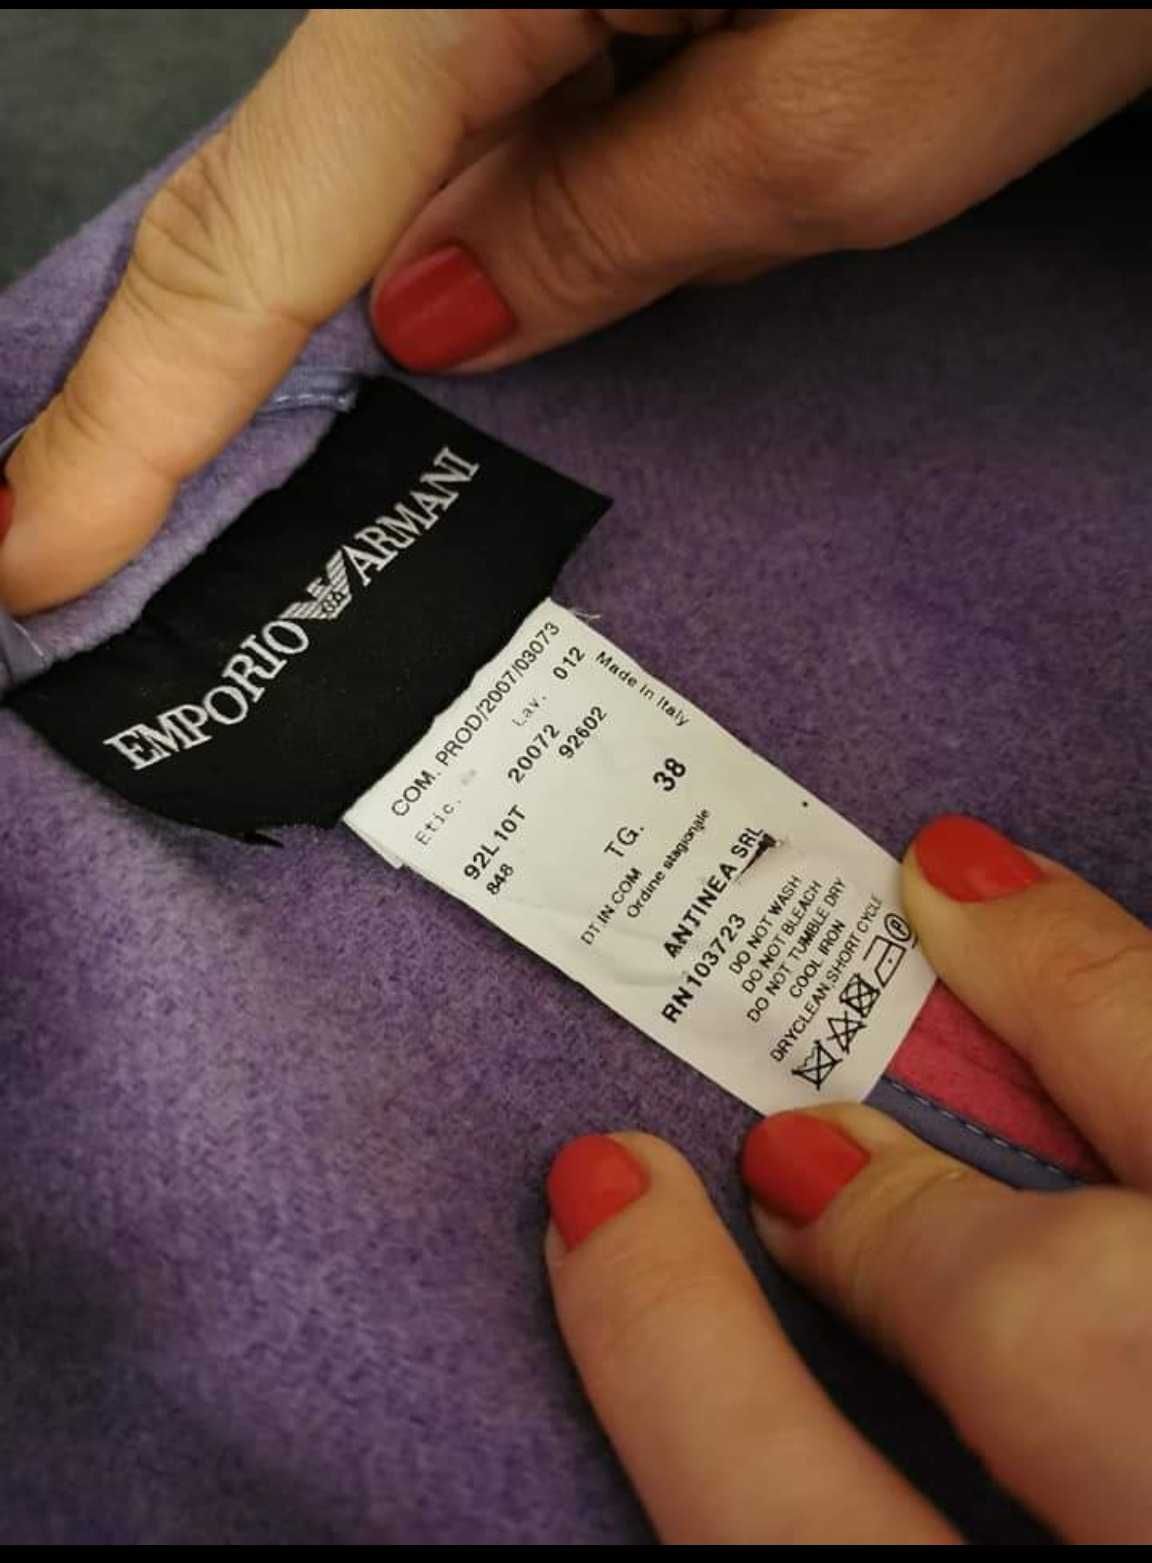 EMPORIO ARMANI
GA
COM. PROD/2007/03073
Etic. Lav. 012
20072
92602
Made in Italy
92L10T
848
TG. 38
DT.IN.COM
Ordine stagionale
ANTINEA SRL
RN103723
DO NOT WASH
DO NOT BLEACH
DO NOT TUMBLE DRY
COOL IRON
DRYCLEAN,SHORT CYCLE
P